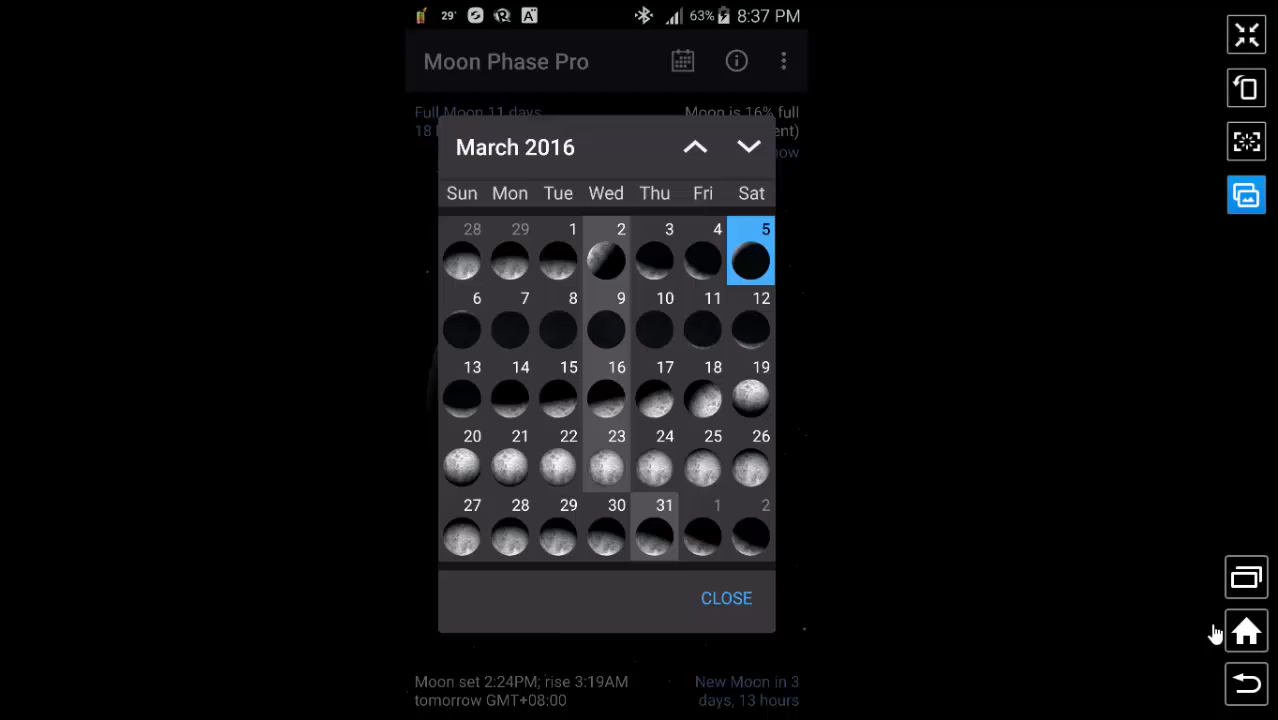 29°
63%
8:37 PM
Moon Phase Pro
Full Moon 11 days
18
Moon is 16% full
ent)
now
March 2016
Sun Mon Tue Wed Thu Fri Sat
28 29 1 2 3 4 5
6 7 8 9 10 11 12
13 14 15 16 17 18 19
20 21 22 23 24 25 26
27 28 29 30 31 1 2
CLOSE
Moon set 2:24PM; rise 3:19AM
tomorrow GMT+08:00
New Moon in 3
days, 13 hours